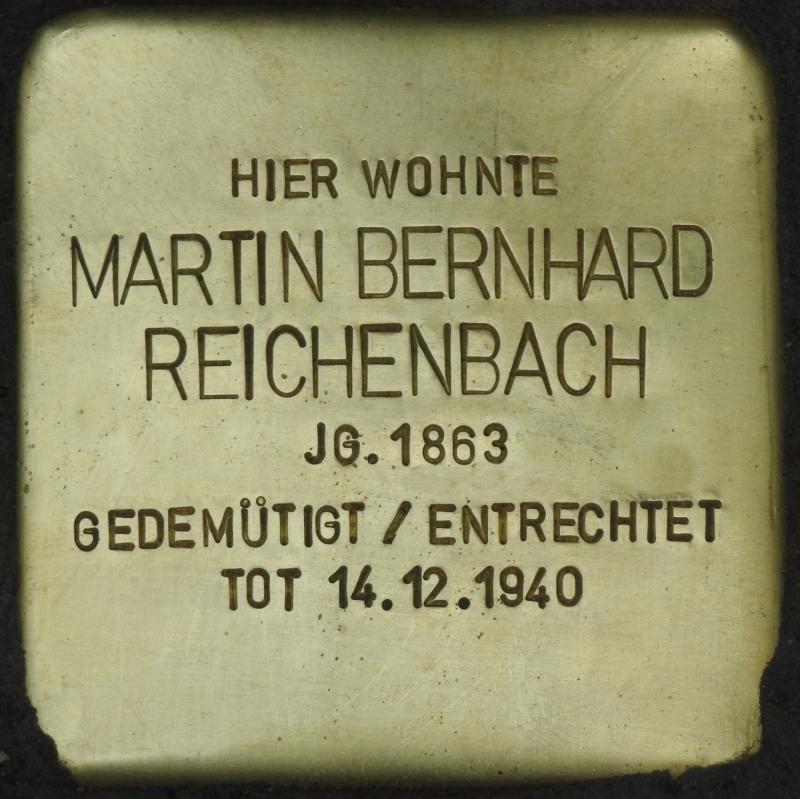 HIER WOHNTE
MARTIN BERNHARD
REICHENBACH
JG. 1863
GEDEMÜTIGT / ENTRECHTET
TOT 14.12.1940